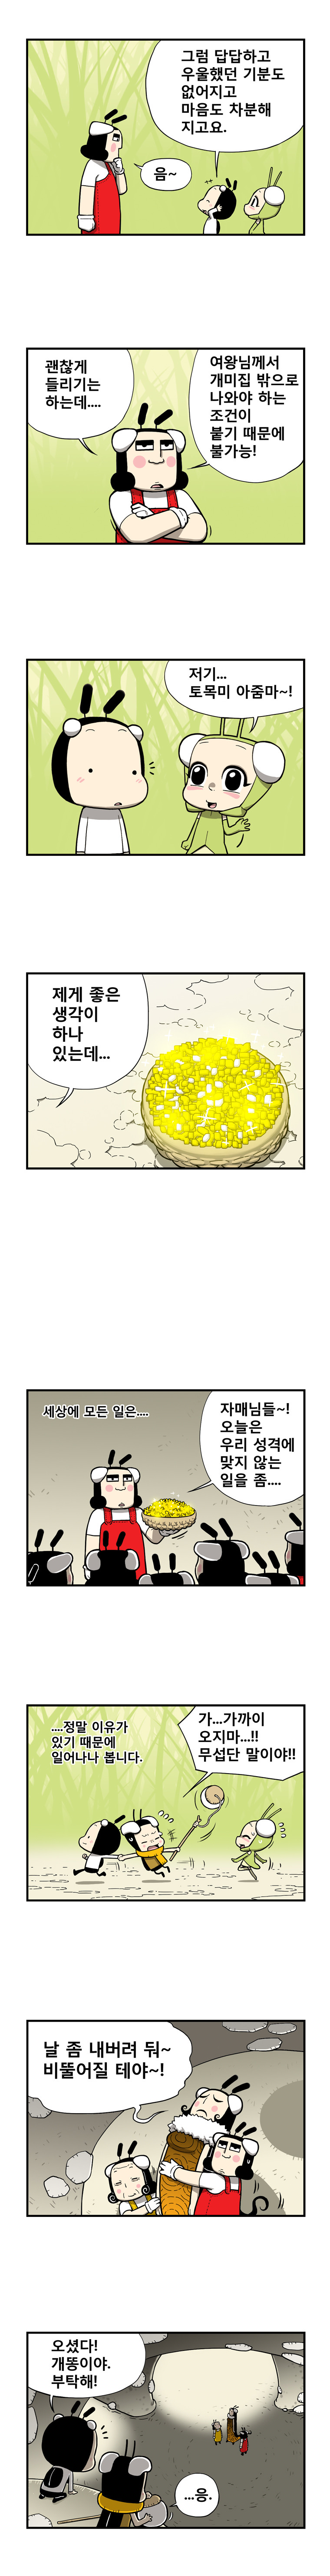 그럼 답답하고
우울했던 기분도
없어지고
마음도 차분해
지고요.
음~
괜찮게
들리기는
하는데....
여왕님께서
개미집 밖으로
나와야 하는
조건이
붙기 때문에
불가능!
저기...
토목미 아줌마~!
제게 좋은
생각이
하나
있는데...
세상에 모든 일은....
자매님들~!
오늘은
우리 성격에
맞지 않는
일을 좀....
....정말 이유가
있기 때문에
일어나나 봅니다.
가...가까이
오지마...!!
무섭단 말이야!!
날 좀 내버려 둬~
비뚤어질 테야~!
오셨다!
개똥이야.
부탁해!
...응.